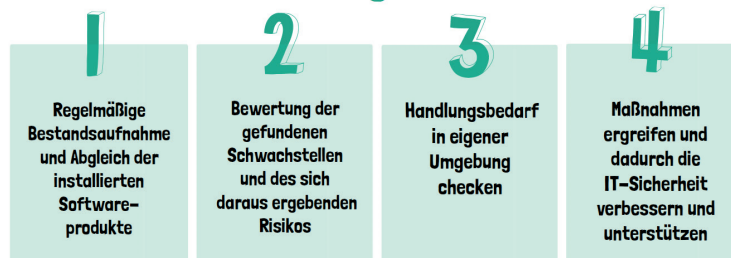 1
Regelmäßige
Bestandsaufnahme
und Abgleich der
installierten
Software-
produkte
2
Bewertung der
gefundenen
Schwachstellen
und des sich
daraus ergebenden
Risikos
3
Handlungsbedarf
in eigener
Umgebung
checken
4
Maßnahmen
ergreifen und
dadurch die
IT-Sicherheit
verbessern und
unterstützen